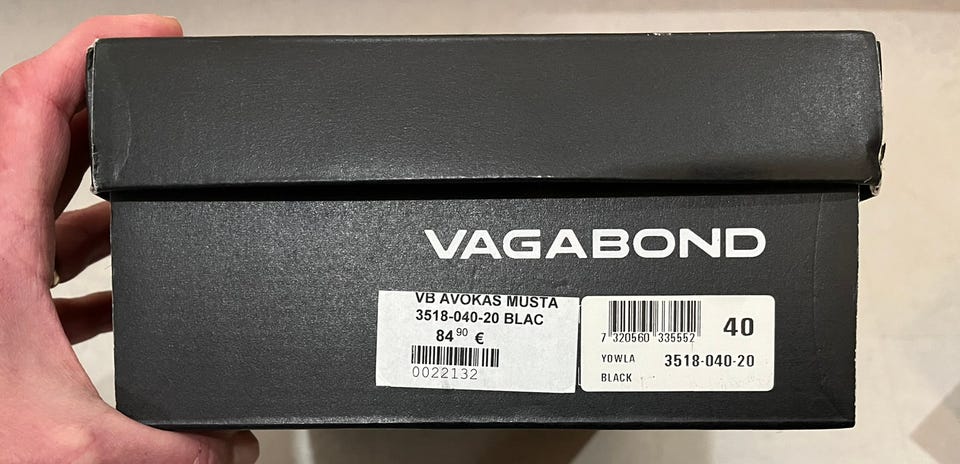 VAGABOND
VB AVOKAS MUSTA
3518-040-20 BLAC
84 90 €
0022132
7 320560 335552
40
YOWLA 3518-040-20
BLACK